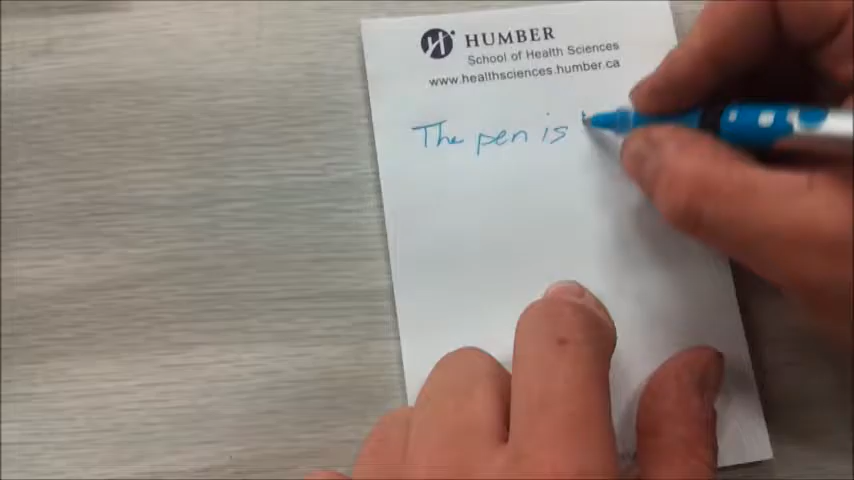 HUMBER
School of Health Sciences
www.healthsciences.humber.ca
The pen is